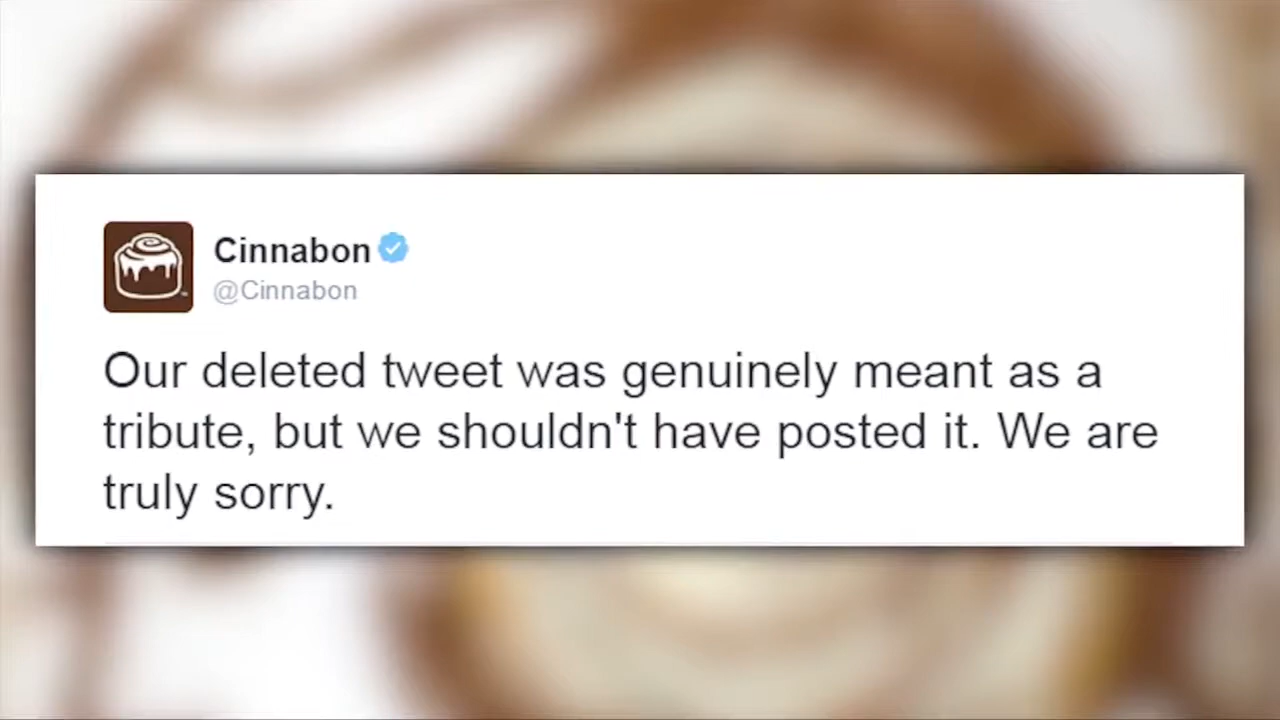 Cinnabon
@Cinnabon
Our deleted tweet was genuinely meant as a
tribute, but we shouldn't have posted it. We are
truly sorry.